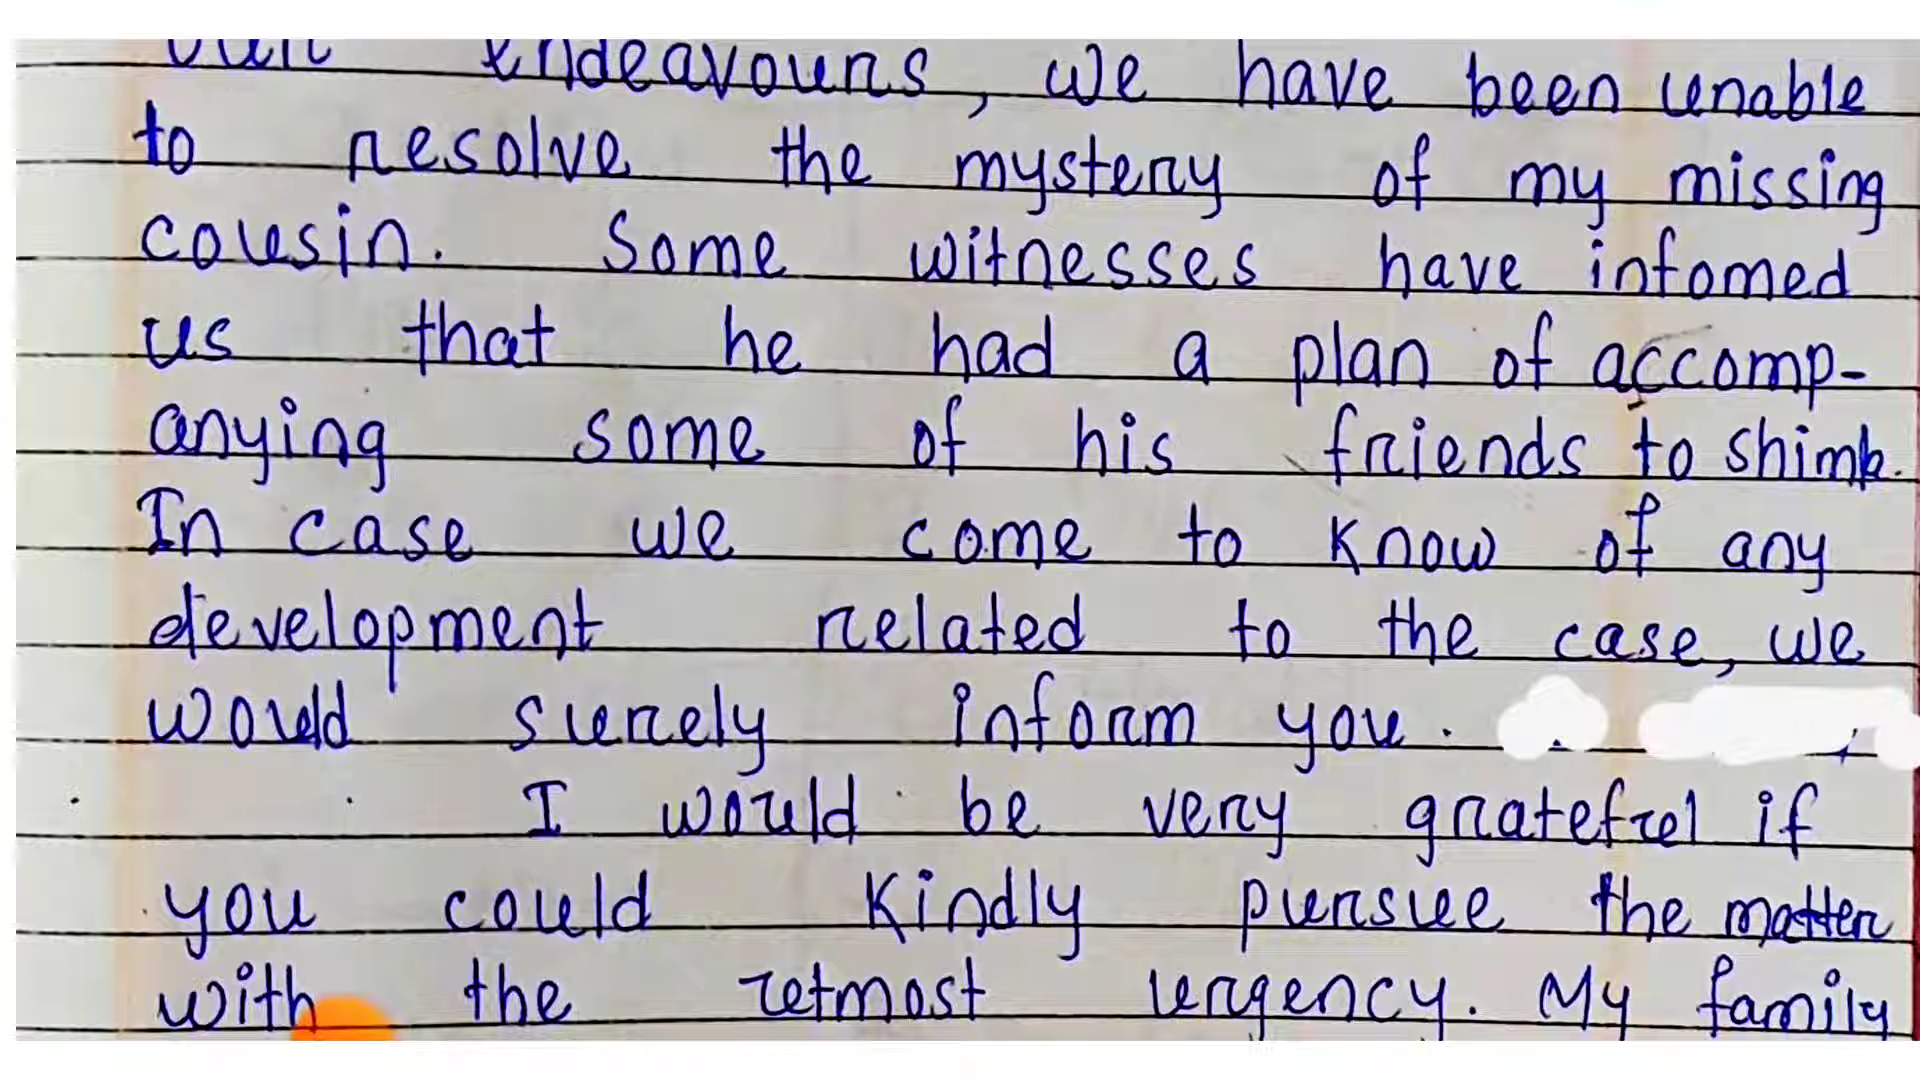 our endeavours, we have been unable
to resolve the mystery of my missing
cousin. Some witnesses have infomed
us that he had a plan of accomp-
anying some of his friends to shimla.
In case we come to know of any
development related to the case, we
would surely inform you.
I would be very grateful if
you could kindly pursue the matter
with the utmost urgency. My family